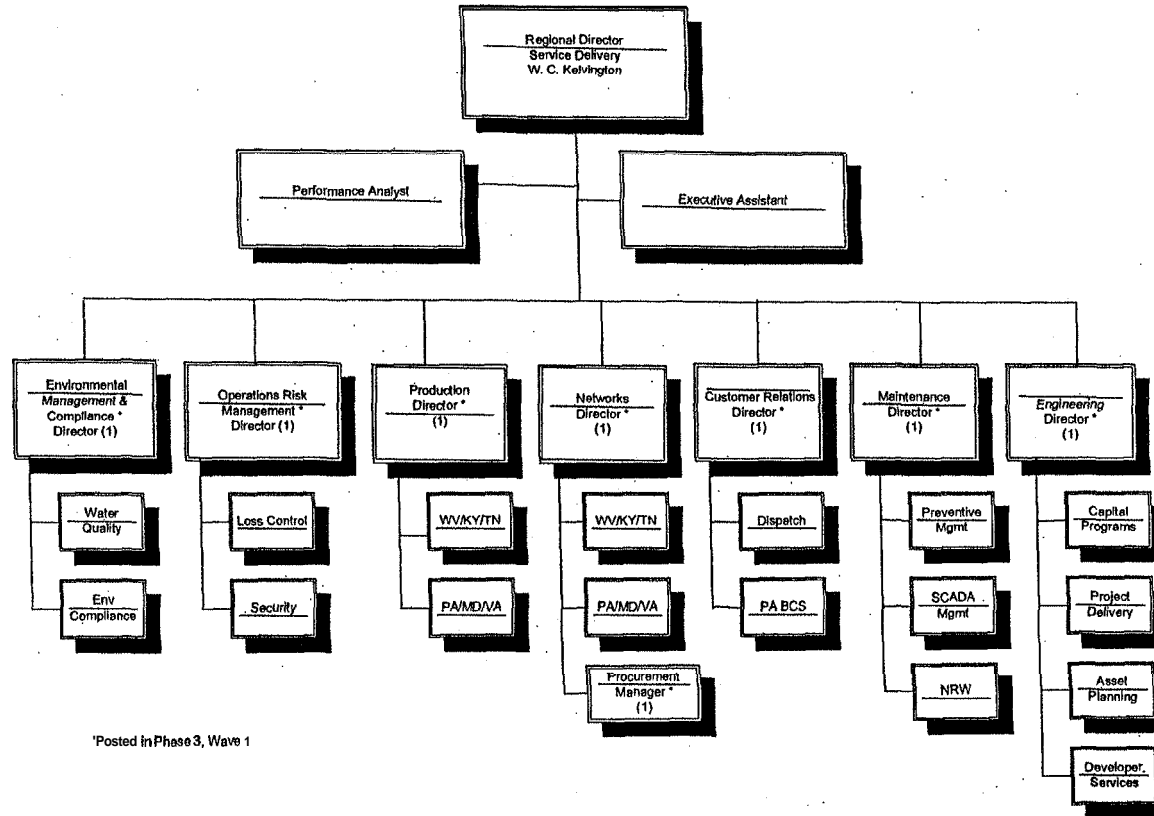 Regional Director
Service Delivery
W. C. Kelvington
Performance Analyst
Executive Assistant
Environmental
Management &
Compliance *
Director (1)
Operations Risk
Management *
Director (1)
Production
Director *
(1)
Networks
Director *
(1)
Customer Relations
Director *
(1)
Maintenance
Director *
(1)
Engineering
Director *
(1)
Water
Quality
Env
Compliance
Loss Control
Security
WV/KY/TN
PA/MD/VA
WV/KY/TN
PA/MD/VA
Procurement
Manager *
(1)
Dispatch
PA BCS
Preventive
Mgmt
SCADA
Mgmt
NRW
Capital
Programs
Project
Delivery
Asset
Planning
Developer
Services
*Posted in Phase 3, Wave 1